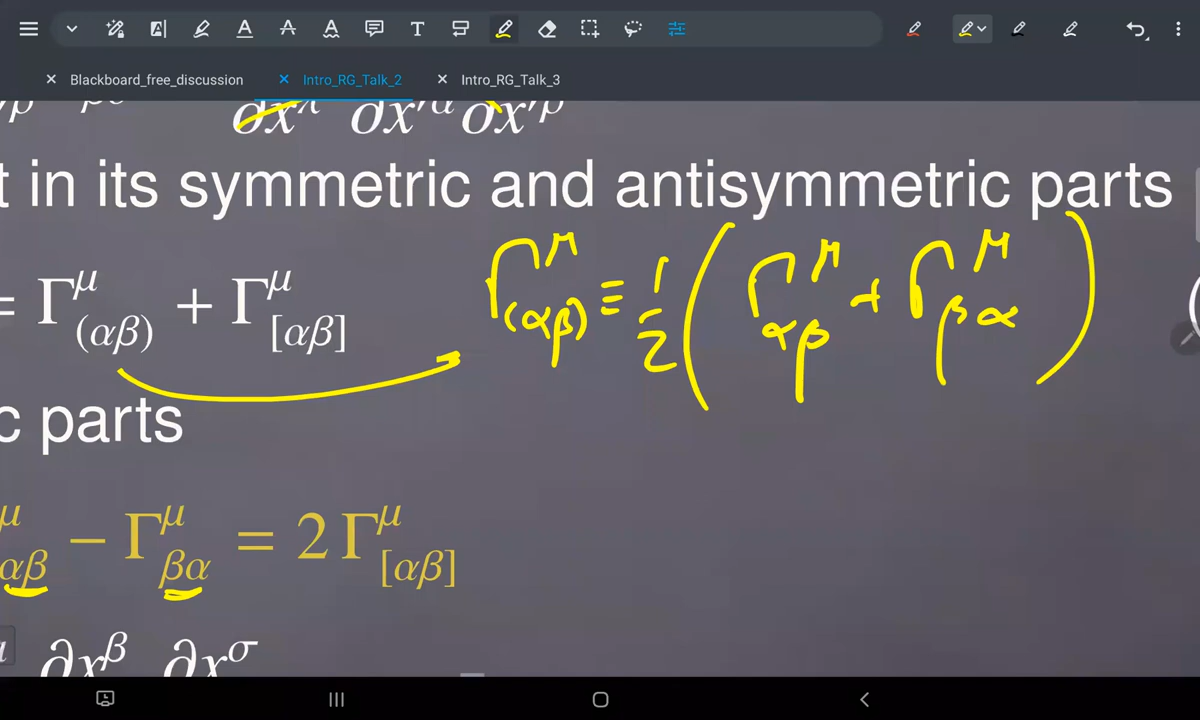 Blackboard_free_discussion Intro_RG_Talk_2 Intro_RG_Talk_3
∂x^λ ∂x'^α ∂x'^β
t in its symmetric and antisymmetric parts
= Γ^μ_(αβ) + Γ^μ_[αβ]
Γ^μ_(αβ) ≡ 1/2 ( Γ^μ_αβ + Γ^μ_βα )
c parts
^μ_αβ − Γ^μ_βα = 2 Γ^μ_[αβ]
∂x^β ∂x^σ